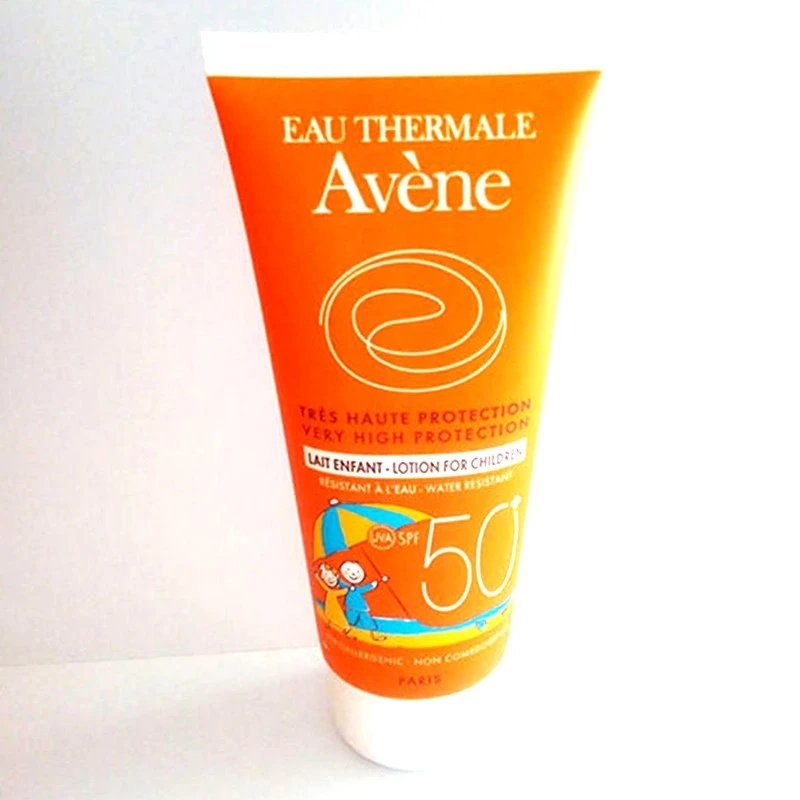 EAU THERMALE
Avène
TRÈS HAUTE PROTECTION
VERY HIGH PROTECTION
LAIT ENFANT - LOTION FOR CHILDREN
RÉSISTANT À L'EAU - WATER RESISTANT
UVA SPF 50+
NON
PARIS